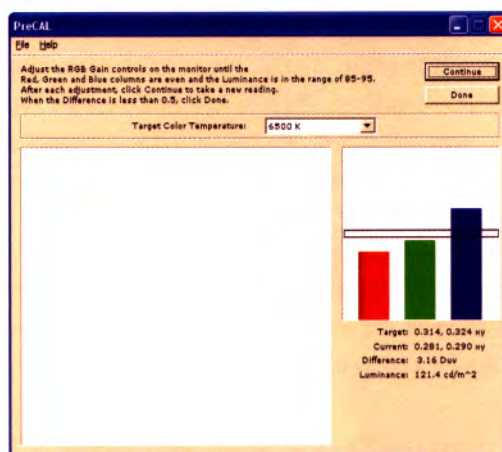 PreCAL
File Help
Adjust the RGB Gain controls on the monitor until the
Red, Green and Blue columns are even and the Luminance is in the range of 85-95.
After each adjustment, click Continue to take a new reading.
When the Difference is less than 0.5, click Done.
Continue
Done
Target Color Temperature: 6500 K
Target: 0.314, 0.324 xy
Current: 0.281, 0.290 xy
Difference: 3.16 Duv
Luminance: 121.4 cd/m^2